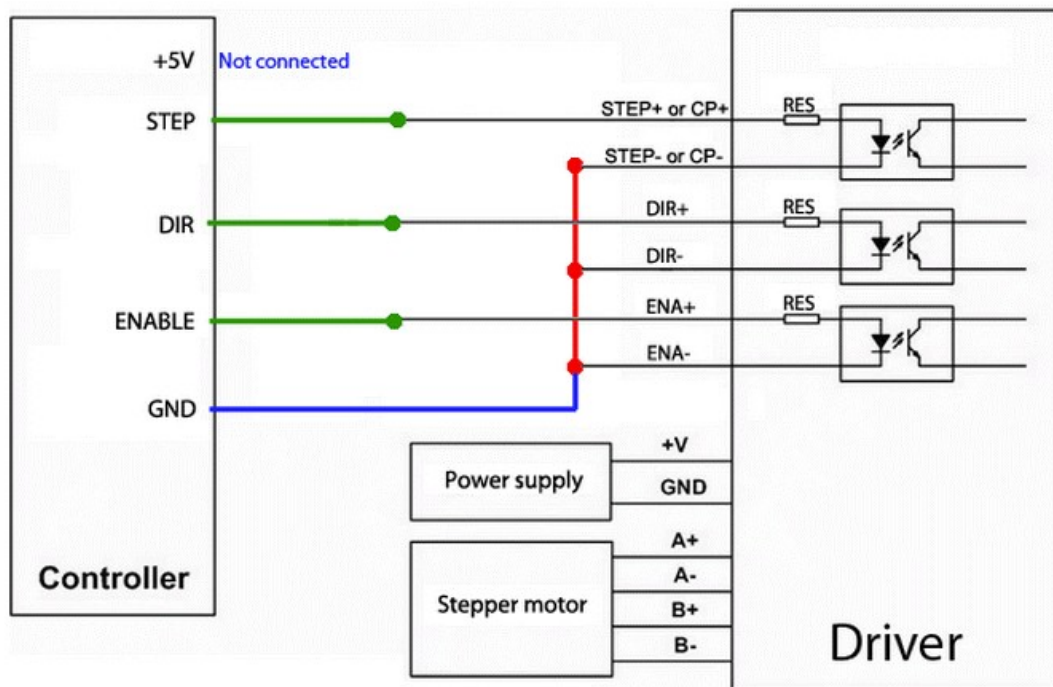 +5V Not connected
STEP
STEP+ or CP+
RES
STEP- or CP-
DIR
DIR+
RES
DIR-
ENABLE
ENA+
RES
ENA-
GND
Power supply
+V
GND
Controller
Stepper motor
A+
A-
B+
B-
Driver